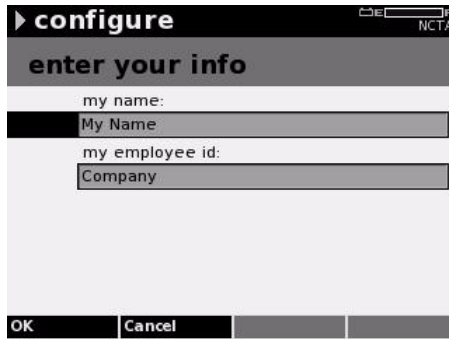 configure
E F
NCTA
enter your info
my name:
My Name
my employee id:
Company
OK Cancel